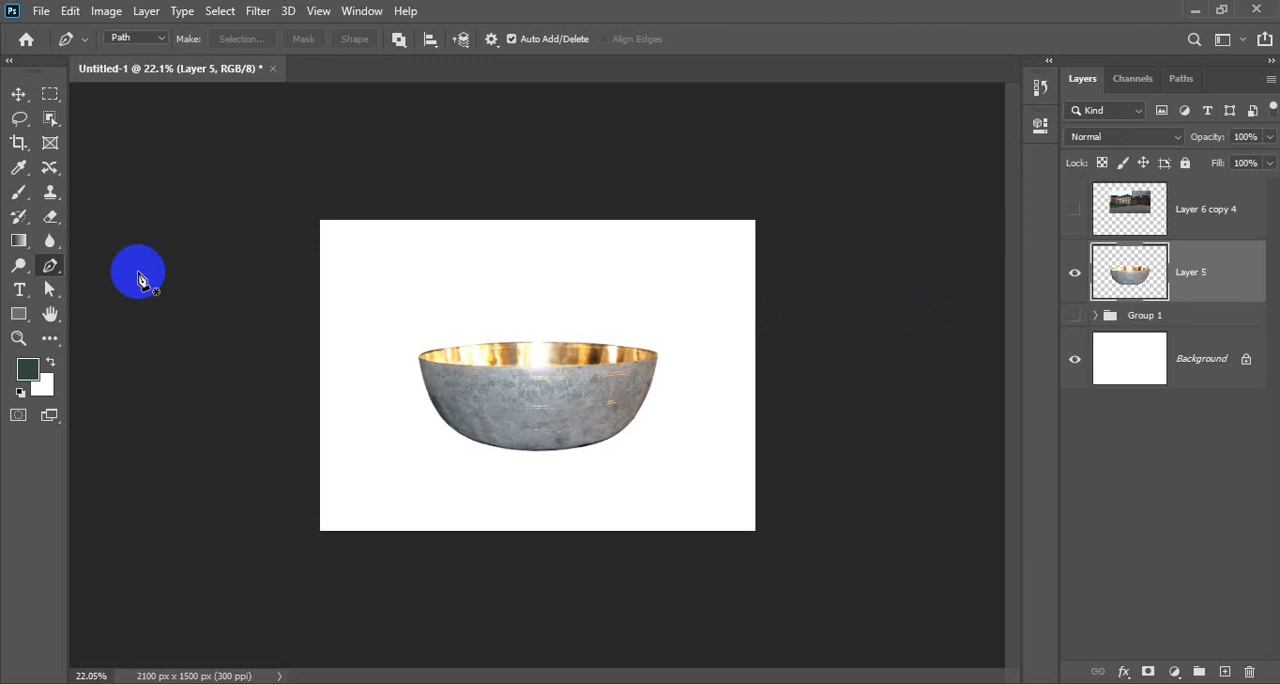 Ps File Edit Image Layer Type Select Filter 3D View Window Help
Path Make: Selection... Mask Shape Auto Add/Delete Align Edges
Untitled-1 @ 22.1% (Layer 5, RGB/8) * ×
Layers Channels Paths
Kind
Normal Opacity: 100%
Lock: Fill: 100%
Layer 6 copy 4
Layer 5
Group 1
Background
22.05% 2100 px x 1500 px (300 ppi)